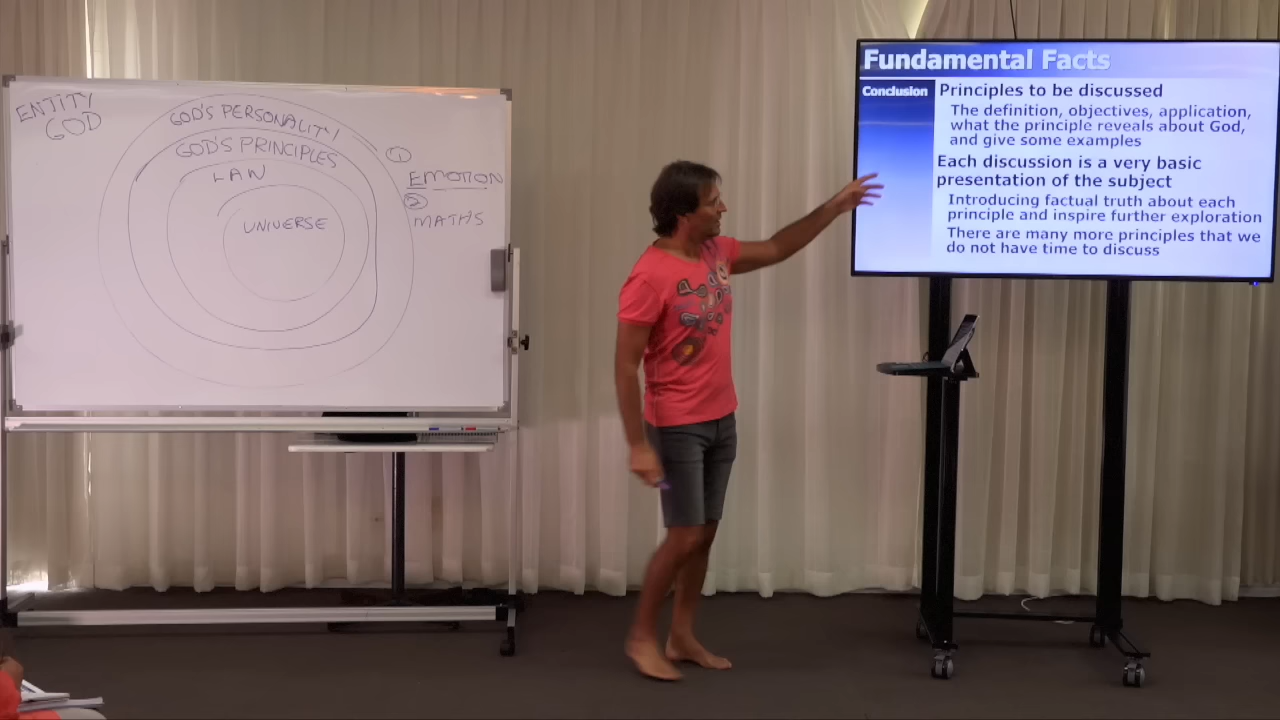 ENTITY
GOD
GOD'S PERSONALITY
GOD'S PRINCIPLES
LAW
UNIVERSE
1
EMOTION
2
MATHS
Fundamental Facts
Conclusion
Principles to be discussed
The definition, objectives, application,
what the principle reveals about God,
and give some examples
Each discussion is a very basic
presentation of the subject
Introducing factual truth about each
principle and inspire further exploration
There are many more principles that we
do not have time to discuss